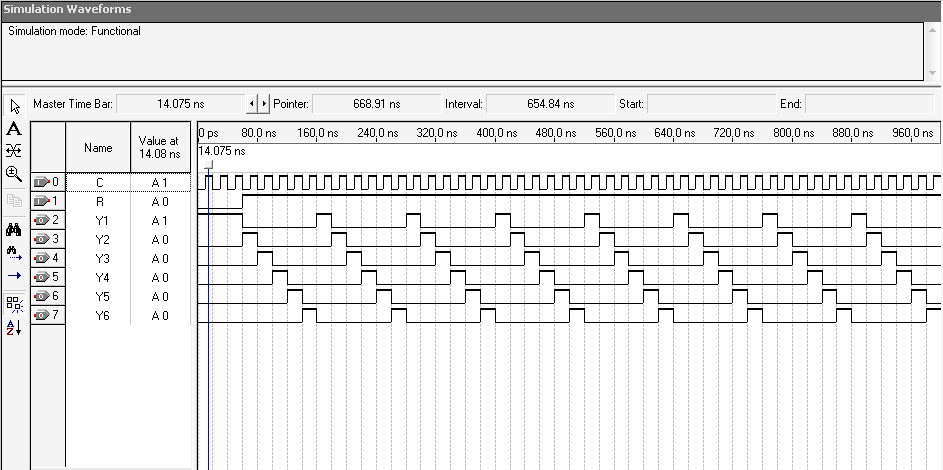 Simulation Waveforms
Simulation mode: Functional
Master Time Bar: 14.075 ns Pointer: 668.91 ns Interval: 654.84 ns Start: End:
Name Value at 14.08 ns 0 ps 80.0 ns 160.0 ns 240.0 ns 320.0 ns 400.0 ns 480.0 ns 560.0 ns 640.0 ns 720.0 ns 800.0 ns 880.0 ns 960.0 ns
14.075 ns
0 C A 1
1 R A 0
2 Y1 A 1
3 Y2 A 0
4 Y3 A 0
5 Y4 A 0
6 Y5 A 0
7 Y6 A 0